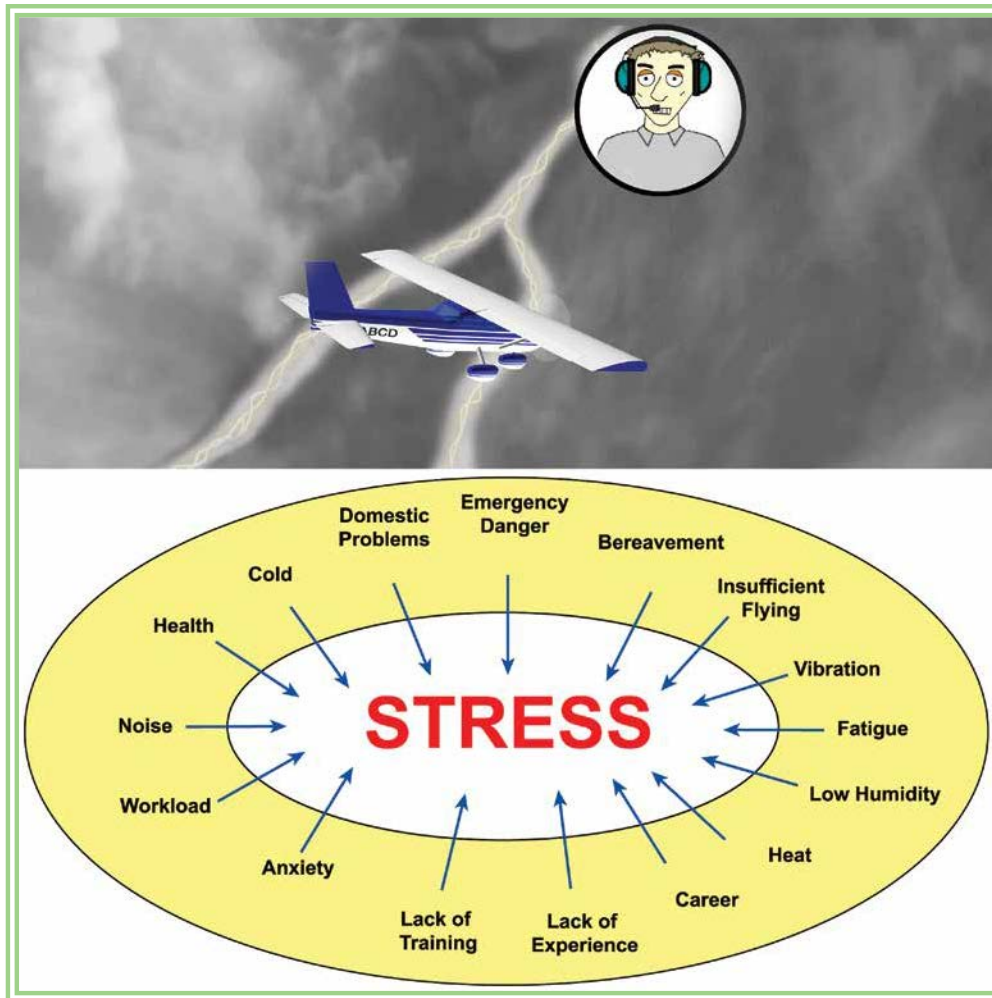 ABCD
Emergency
Danger
Domestic
Problems
Bereavement
Cold
Insufficient
Flying
Health
Vibration
STRESS
Noise
Fatigue
Workload
Low Humidity
Anxiety
Heat
Career
Lack of
Training
Lack of
Experience